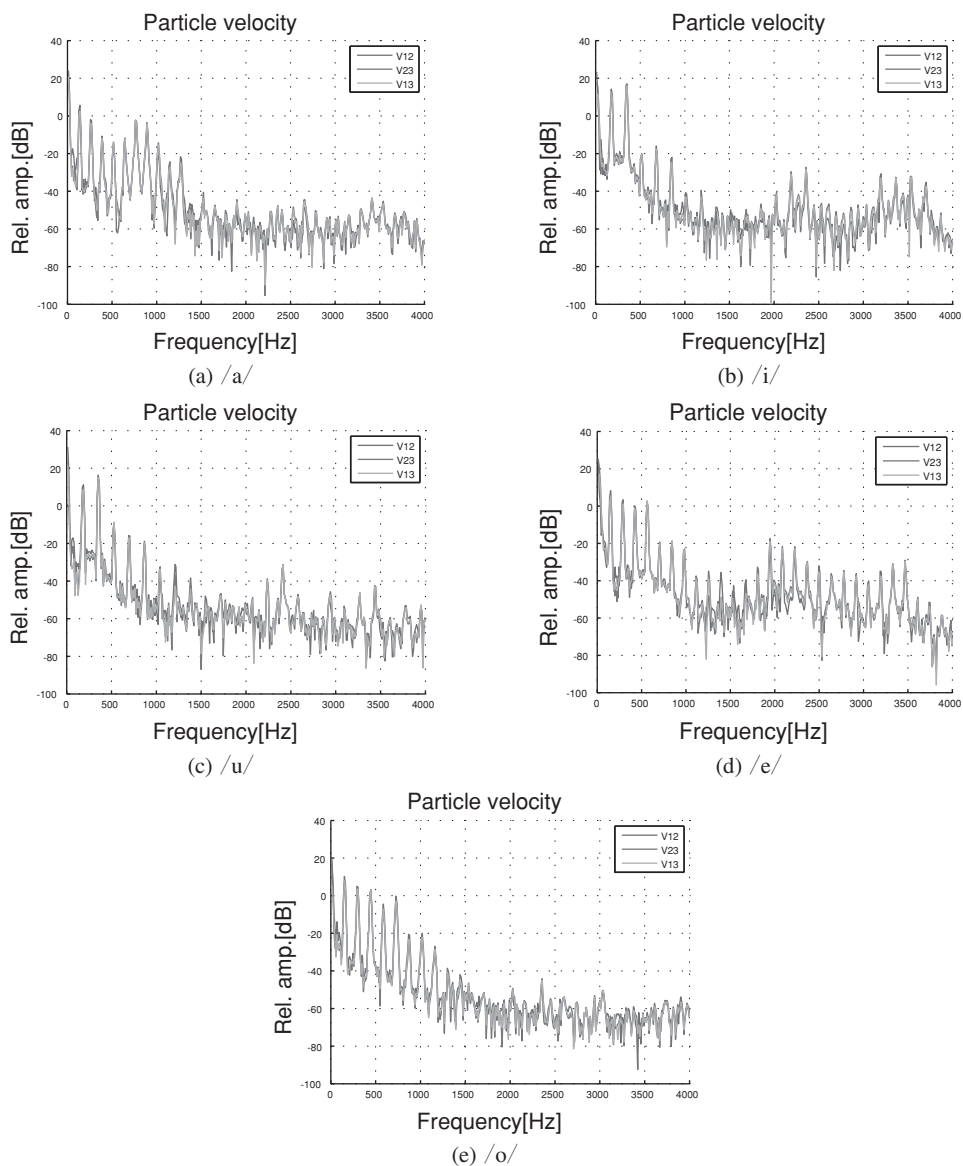 Particle velocity
V12
V23
V13
40
20
0
-20
-40
-60
-80
-100
Rel. amp.[dB]
0 500 1000 1500 2000 2500 3000 3500 4000
Frequency[Hz]
(a) /a/
Particle velocity
V12
V23
V13
40
20
0
-20
-40
-60
-80
-100
Rel. amp.[dB]
0 500 1000 1500 2000 2500 3000 3500 4000
Frequency[Hz]
(b) /i/
Particle velocity
V12
V23
V13
40
20
0
-20
-40
-60
-80
-100
Rel. amp.[dB]
0 500 1000 1500 2000 2500 3000 3500 4000
Frequency[Hz]
(c) /u/
Particle velocity
V12
V23
V13
40
20
0
-20
-40
-60
-80
-100
Rel. amp.[dB]
0 500 1000 1500 2000 2500 3000 3500 4000
Frequency[Hz]
(d) /e/
Particle velocity
V12
V23
V13
40
20
0
-20
-40
-60
-80
-100
Rel. amp.[dB]
0 500 1000 1500 2000 2500 3000 3500 4000
Frequency[Hz]
(e) /o/